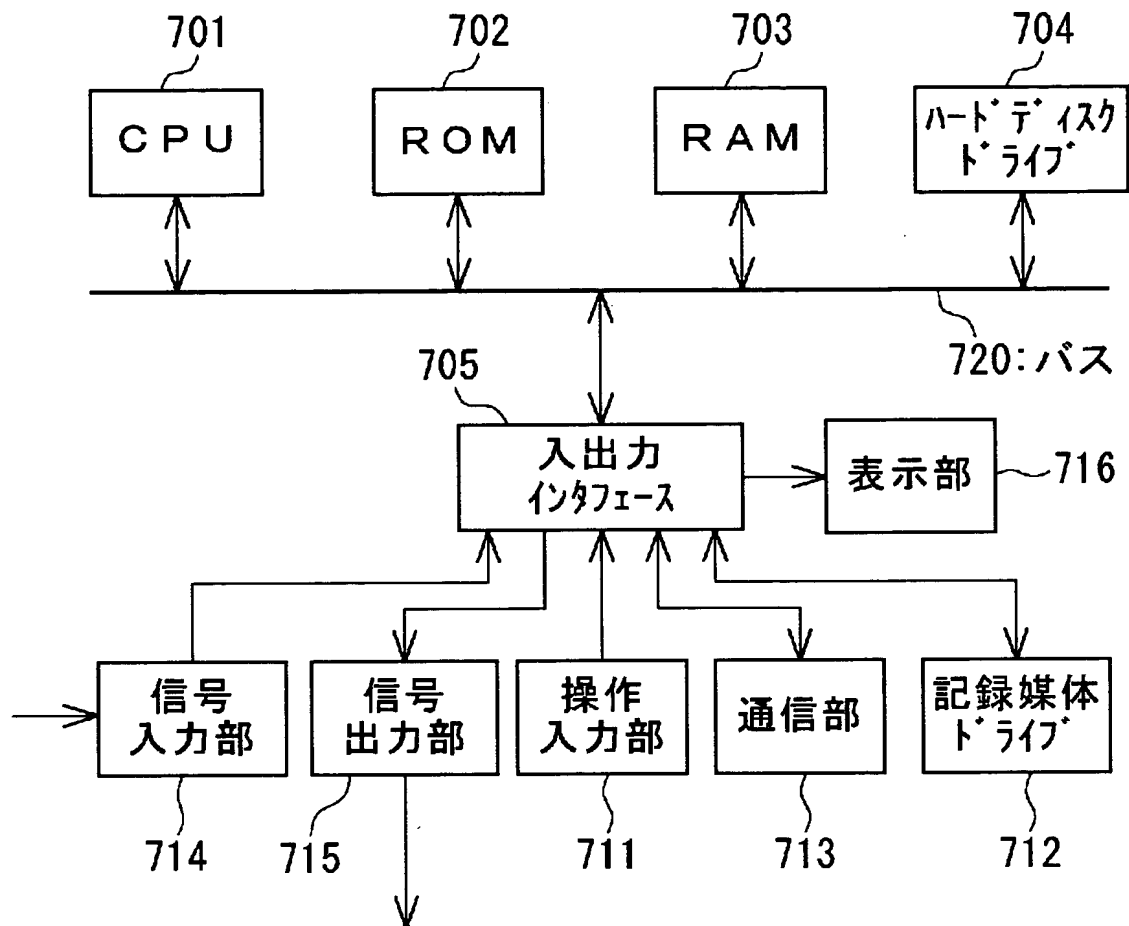 701
702
703
704
CPU
ROM
RAM
ハードディスク
ドライブ
720:バス
705
入出力
インタフェース
表示部
716
信号
入力部
信号
出力部
操作
入力部
通信部
記録媒体
ドライブ
714
715
711
713
712